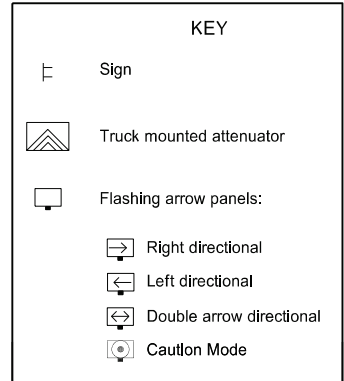 KEY
Sign
Truck mounted attenuator
Flashing arrow panels:
Right directional
Left directional
Double arrow directional
Caution Mode